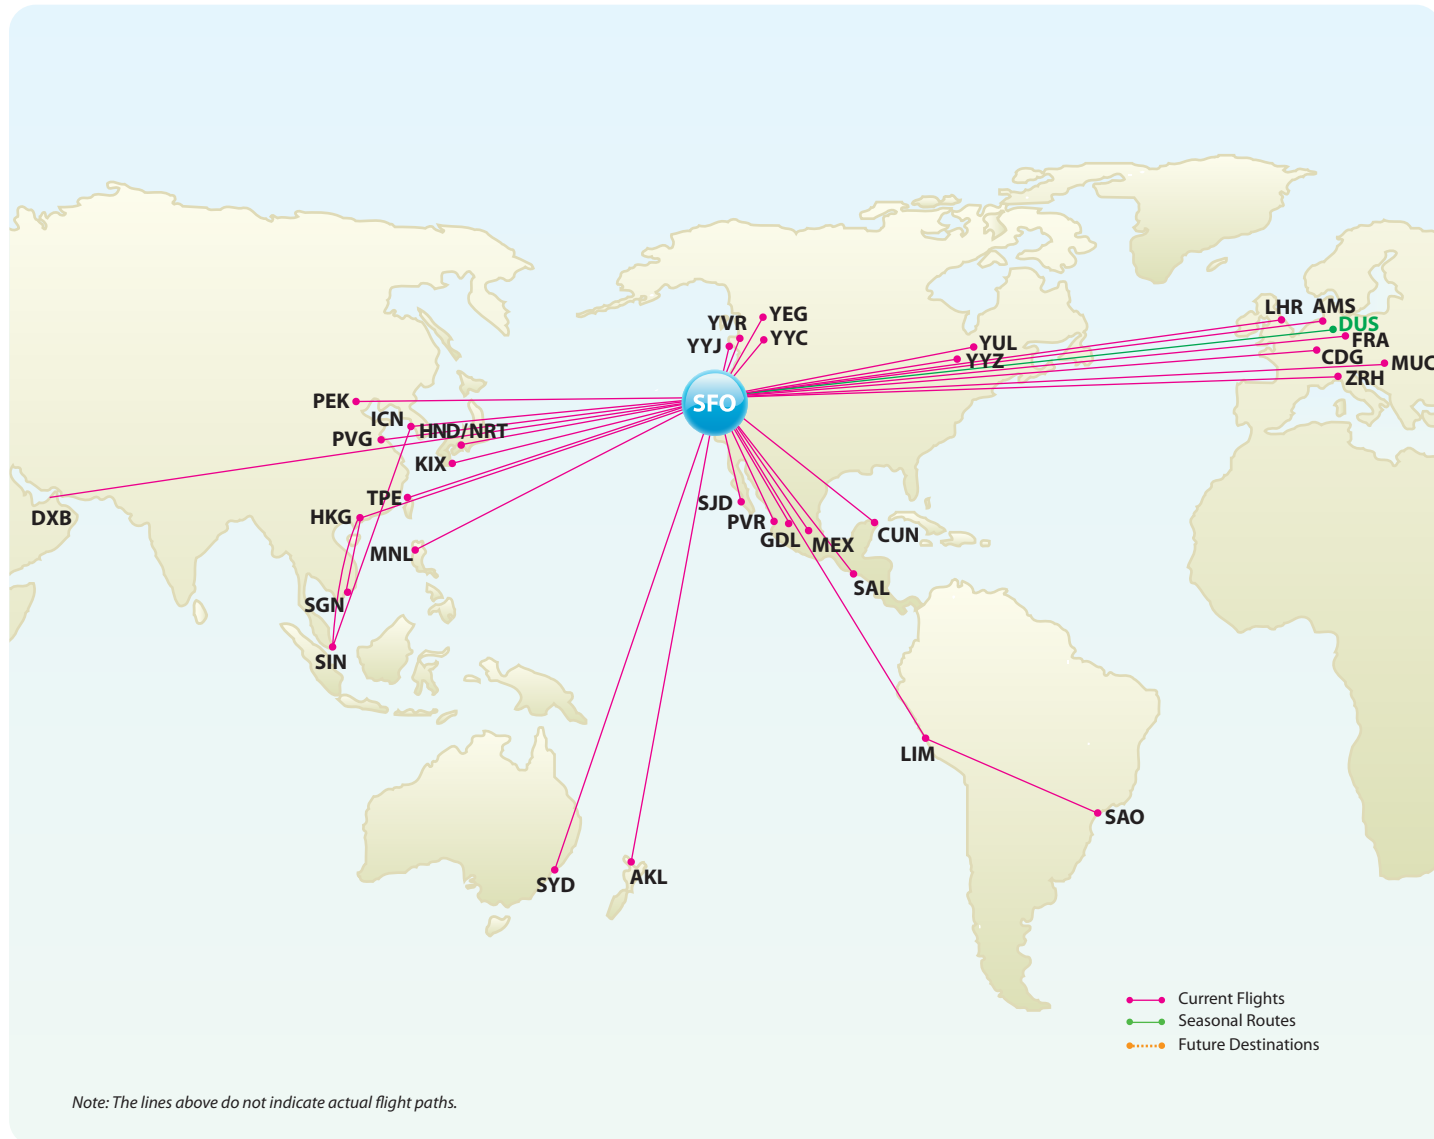 LHR
AMS
YEG
DUS
YVR
YYC
FRA
YYJ
YUL
CDG
YYZ
MUC
ZRH
PEK
SFO
ICN
HND/NRT
PVG
KIX
TPE
SJD
DXB
HKG
PVR
GDL
CUN
MEX
MNL
SAL
SGN
SIN
LIM
SAO
AKL
SYD
Current Flights
Seasonal Routes
Future Destinations
Note: The lines above do not indicate actual flight paths.